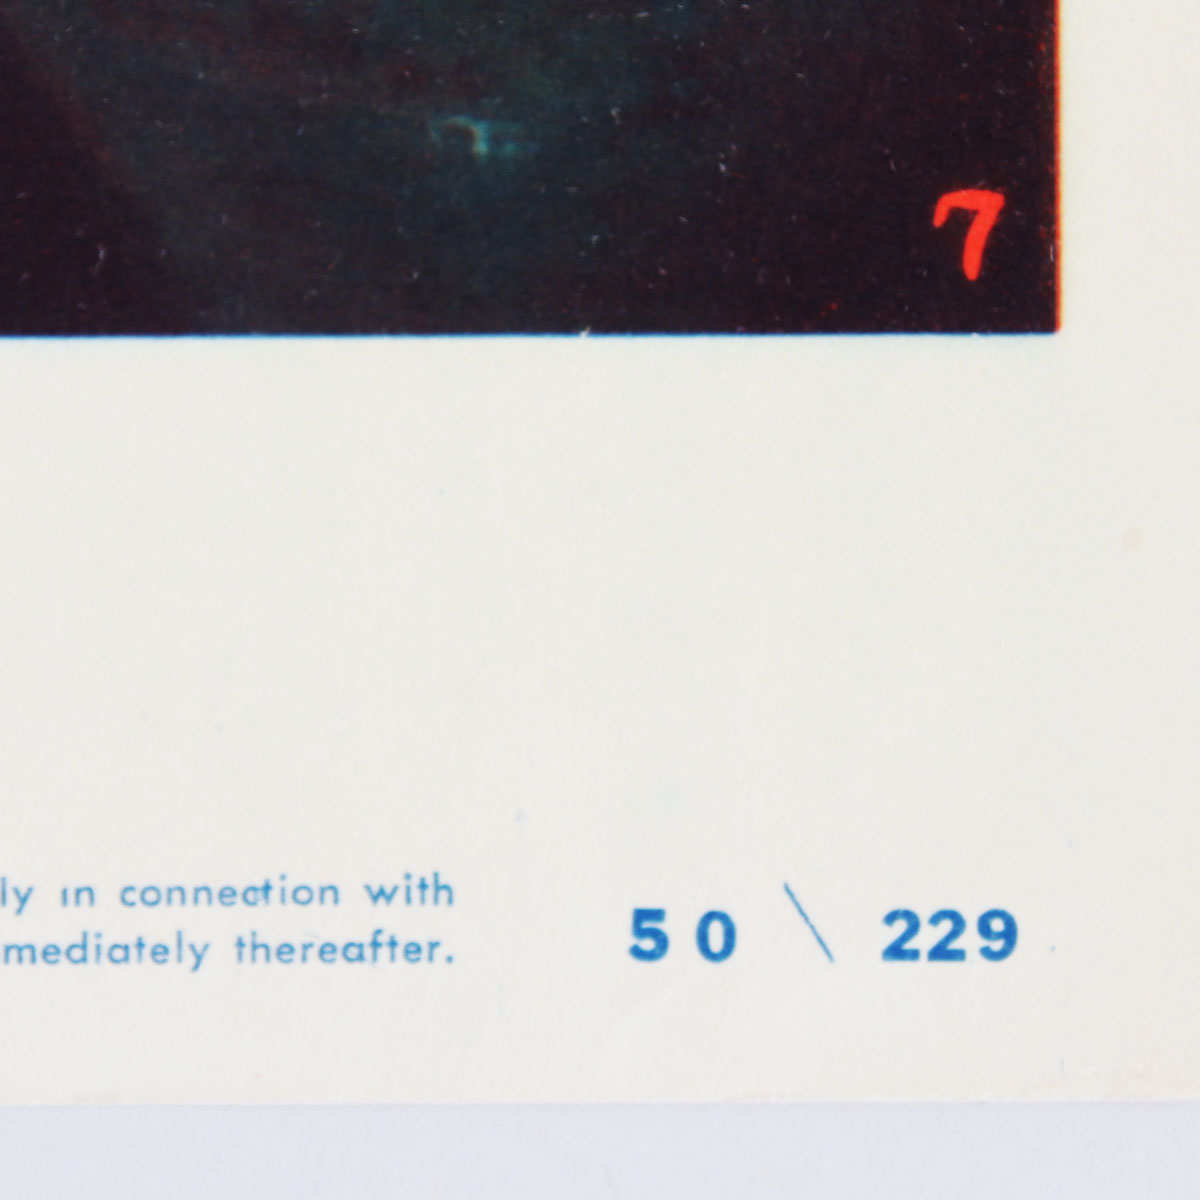 7
ly in connection with
mediately thereafter.
50 \ 229